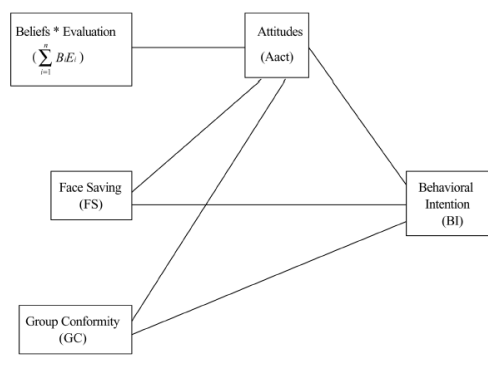 Beliefs * Evaluation
( n ∑ i=1 BiEi )
Attitudes
(Aact)
Face Saving
(FS)
Behavioral
Intention
(BI)
Group Conformity
(GC)